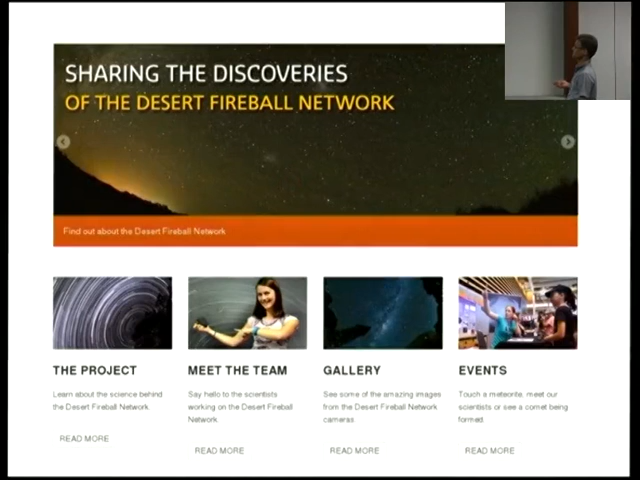 SHARING THE DISCOVERIES
OF THE DESERT FIREBALL NETWORK
Find out about the Desert Fireball Network
THE PROJECT
Learn about the science behind
the Desert Fireball Network
READ MORE
MEET THE TEAM
Say hello to the scientists
working on the Desert Fireball
Network
READ MORE
GALLERY
See some of the amazing images
from the Desert Fireball Network
cameras
READ MORE
EVENTS
Touch a meteorite, meet our
scientists or see a comet being
formed
READ MORE